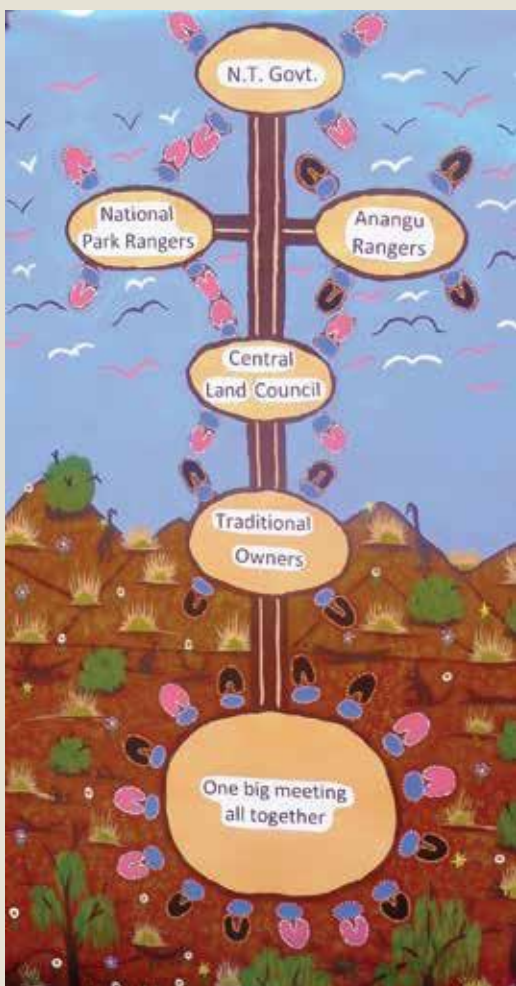 N.T. Govt.
National
Park Rangers
Anangu
Rangers
Central
Land Council
Traditional
Owners
One big meeting
all together